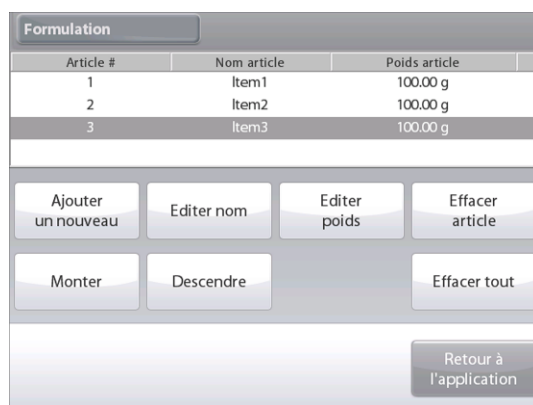 Formulation
Article # Nom article Poids article
1 Item1 100.00 g
2 Item2 100.00 g
3 Item3 100.00 g
Ajouter
un nouveau
Editer nom
Editer
poids
Effacer
article
Monter
Descendre
Effacer tout
Retour à
l'application